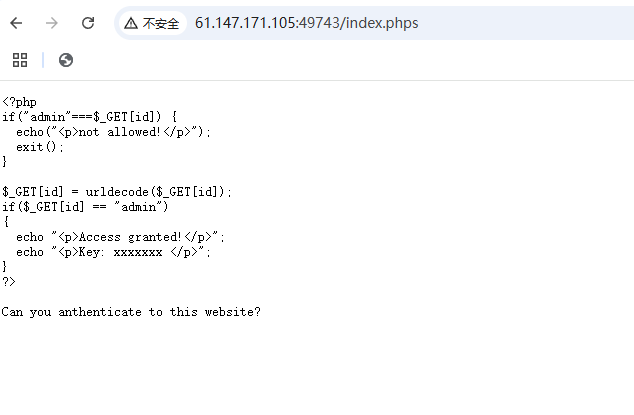 不安全 61.147.171.105:49743/index.phps
<?php
if("admin"===$_GET[id]) {
  echo("<p>not allowed!</p>");
  exit();
}

$_GET[id] = urldecode($_GET[id]);
if($_GET[id] == "admin")
{
  echo "<p>Access granted!</p>";
  echo "<p>Key: xxxxxxx </p>";
}
?>

Can you anthenticate to this website?